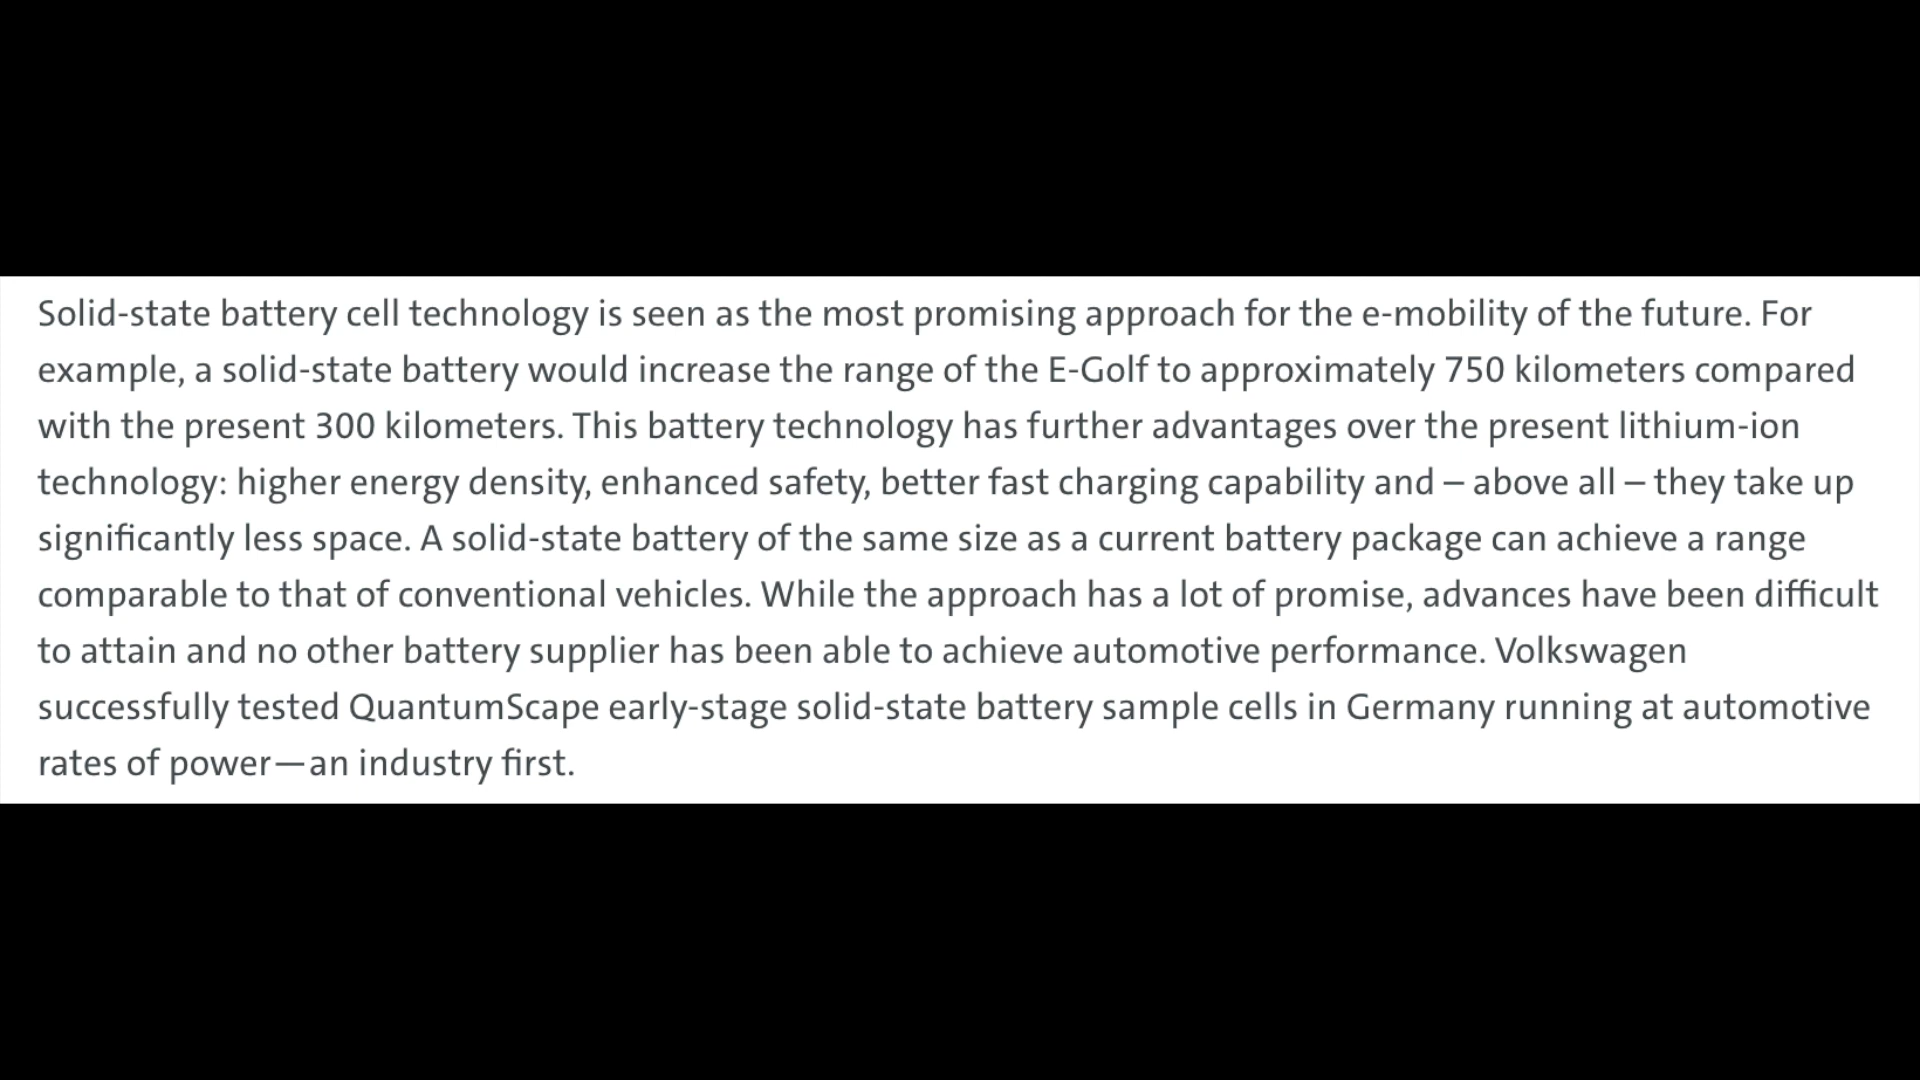 Solid-state battery cell technology is seen as the most promising approach for the e-mobility of the future. For
example, a solid-state battery would increase the range of the E-Golf to approximately 750 kilometers compared
with the present 300 kilometers. This battery technology has further advantages over the present lithium-ion
technology: higher energy density, enhanced safety, better fast charging capability and – above all – they take up
significantly less space. A solid-state battery of the same size as a current battery package can achieve a range
comparable to that of conventional vehicles. While the approach has a lot of promise, advances have been difficult
to attain and no other battery supplier has been able to achieve automotive performance. Volkswagen
successfully tested QuantumScape early-stage solid-state battery sample cells in Germany running at automotive
rates of power—an industry first.